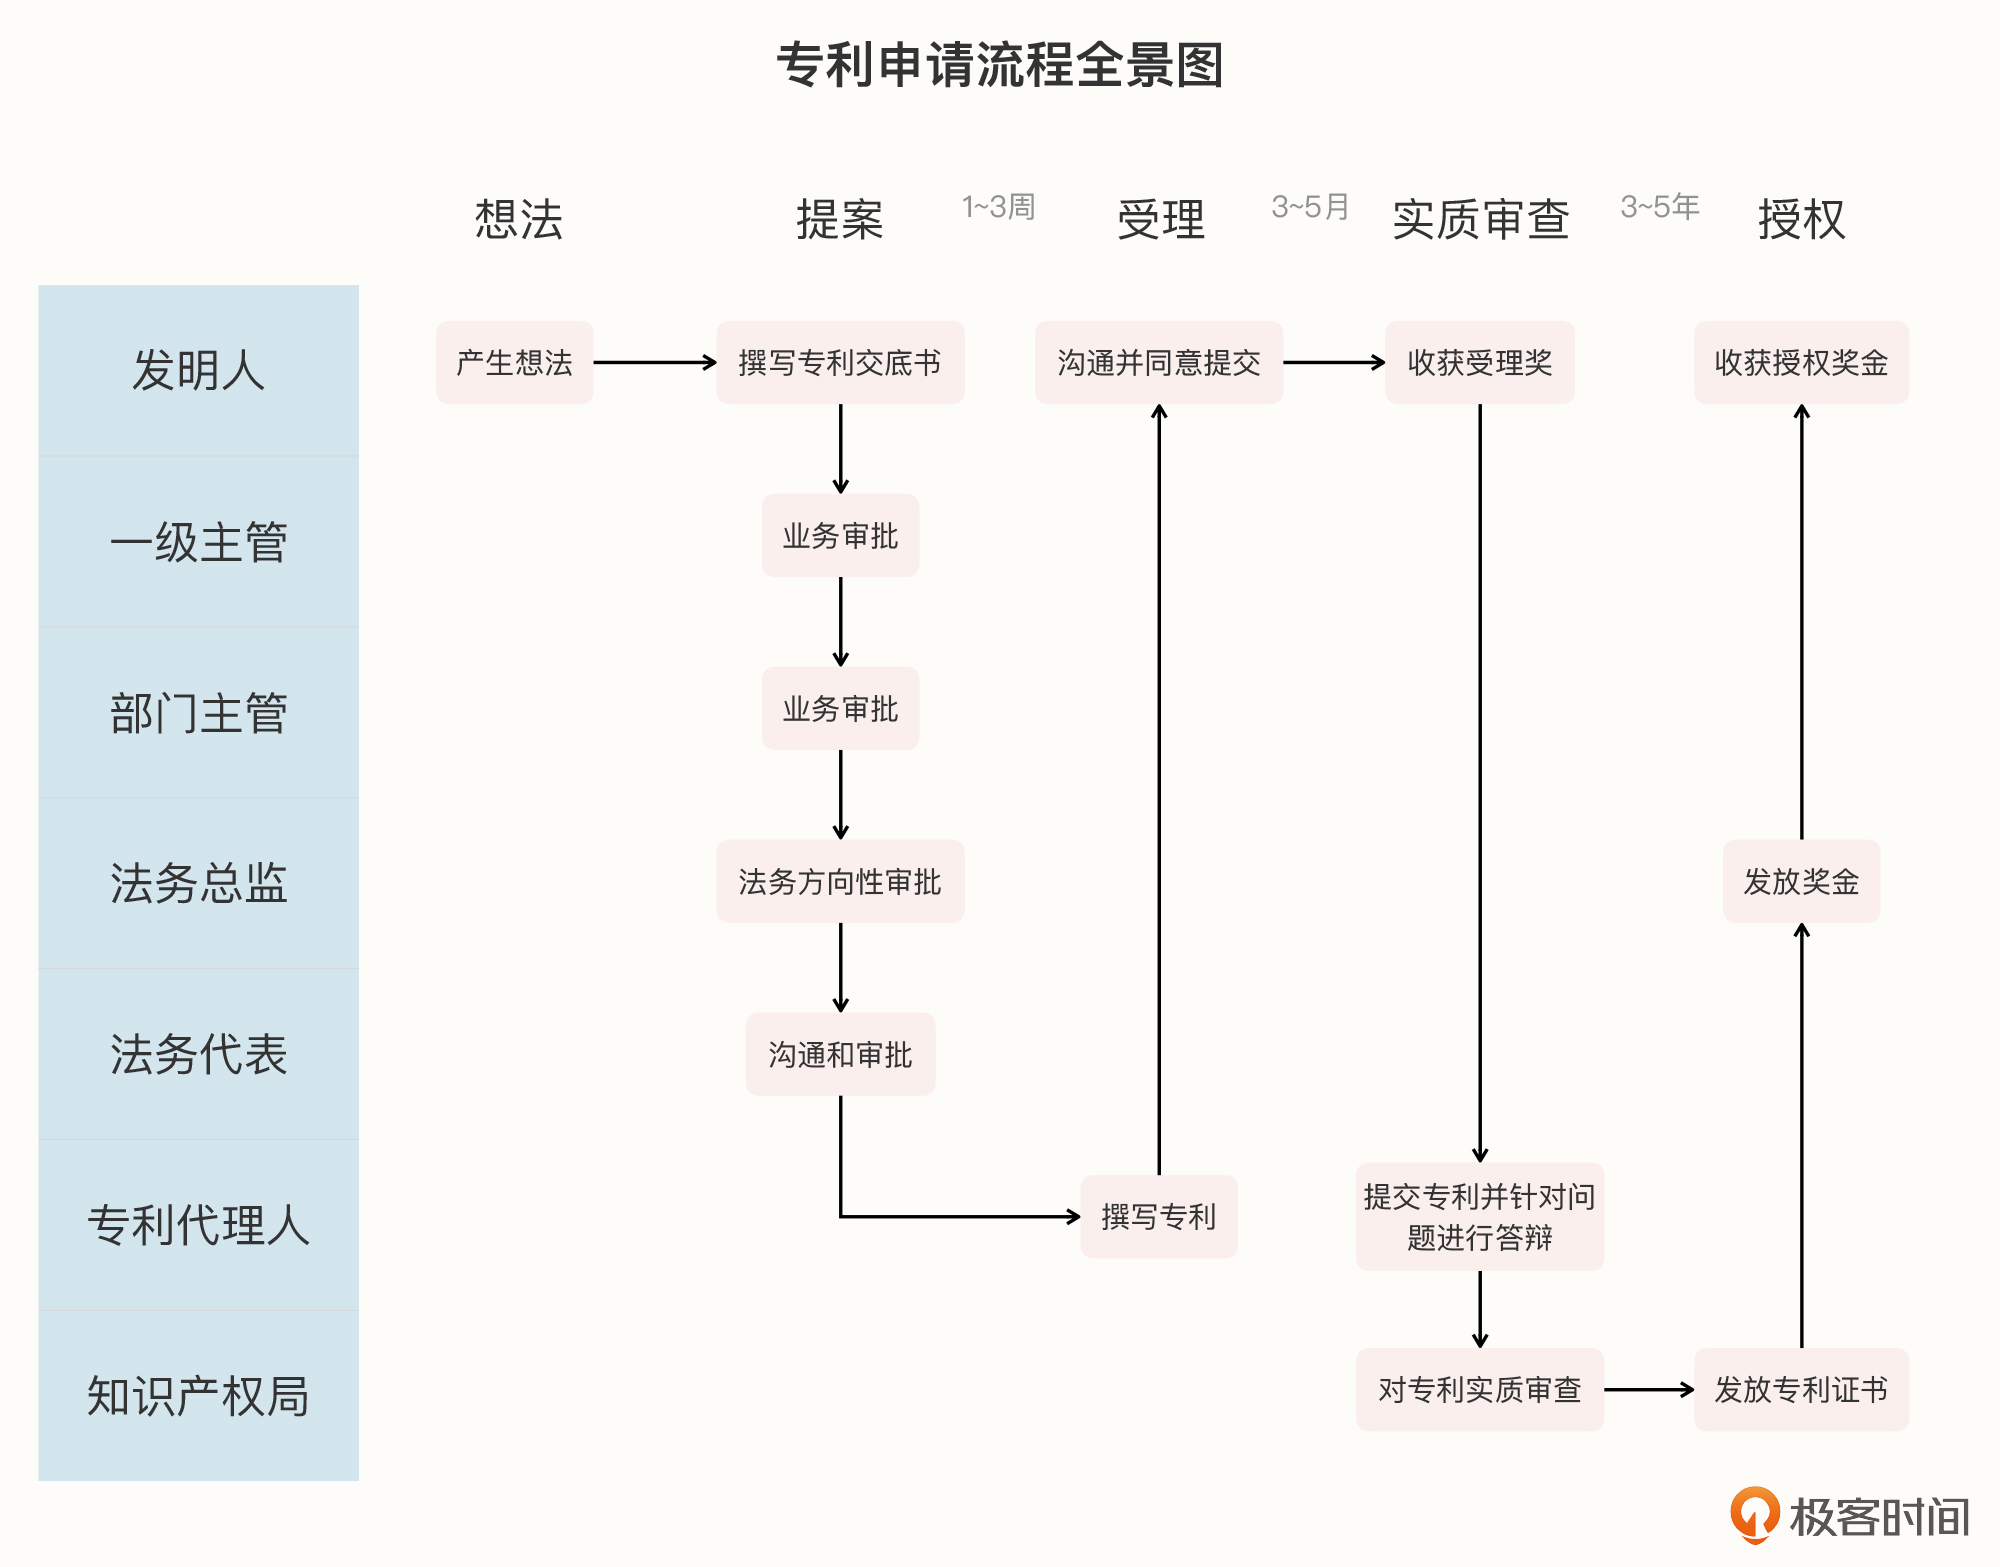 专利申请流程全景图
想法
提案
1~3周
受理
3~5月
实质审查
3~5年
授权
发明人
产生想法
撰写专利交底书
沟通并同意提交
收获受理奖
收获授权奖金
一级主管
业务审批
部门主管
业务审批
法务总监
法务方向性审批
发放奖金
法务代表
沟通和审批
专利代理人
撰写专利
提交专利并针对问
题进行答辩
知识产权局
对专利实质审查
发放专利证书
极客时间